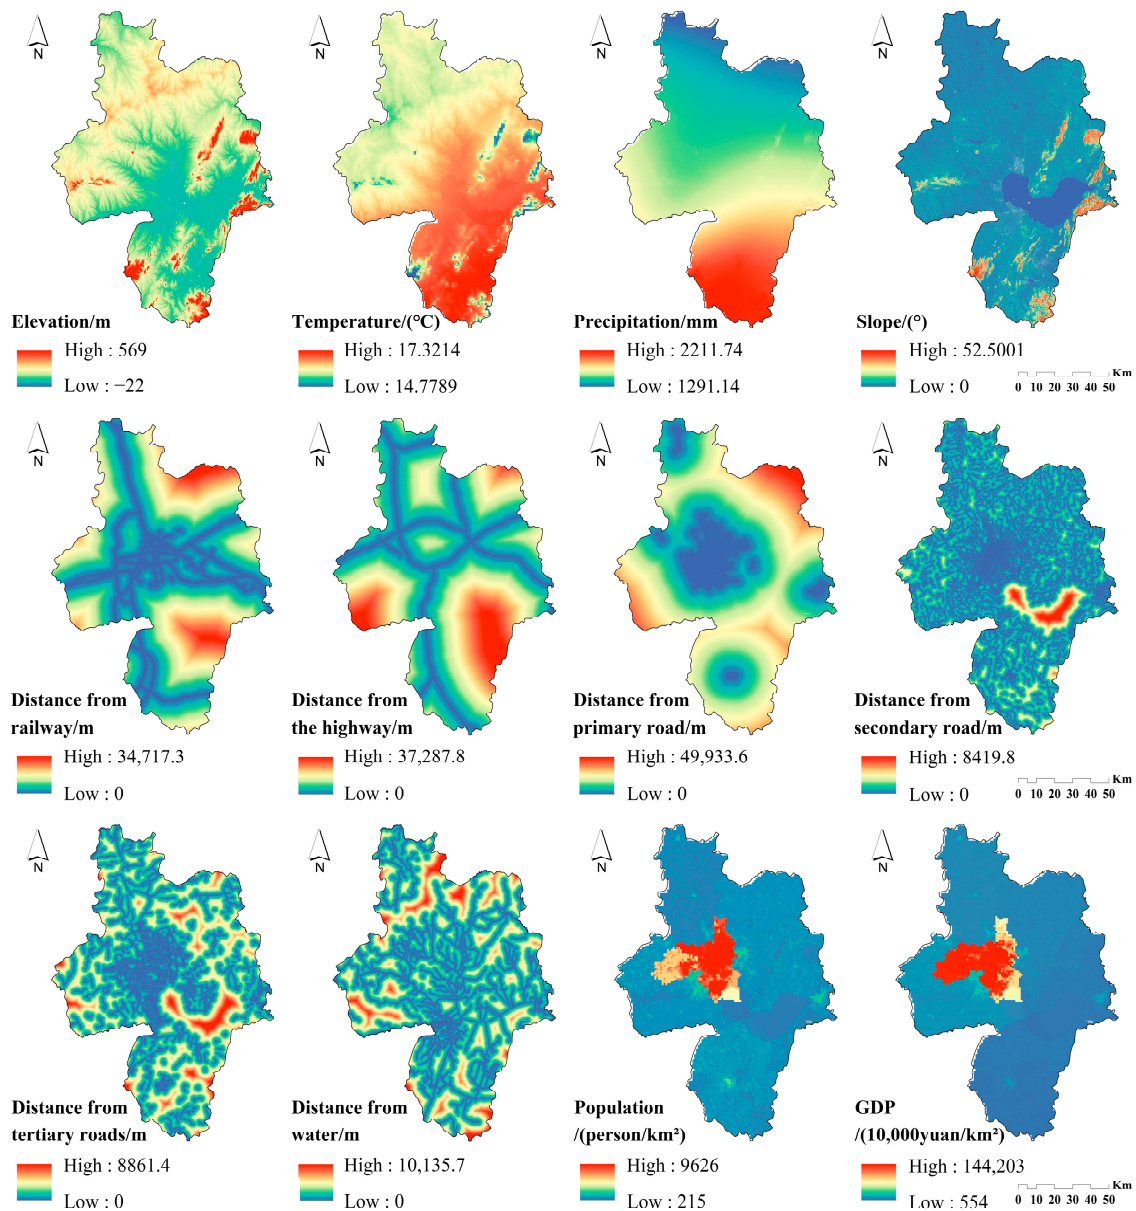 N
N
N
N
Elevation/m
High : 569
Low : −22
Temperature/(°C)
High : 17.3214
Low : 14.7789
Precipitation/mm
High : 2211.74
Low : 1291.14
Slope/(°)
High : 52.5001
Low : 0
Km
0 10 20 30 40 50
N
N
N
N
Distance from
railway/m
High : 34,717.3
Low : 0
Distance from
the highway/m
High : 37,287.8
Low : 0
Distance from
primary road/m
High : 49,933.6
Low : 0
Distance from
secondary road/m
High : 8419.8
Low : 0
Km
0 10 20 30 40 50
N
N
N
N
Distance from
tertiary roads/m
High : 8861.4
Low : 0
Distance from
water/m
High : 10,135.7
Low : 0
Population
/(person/km²)
High : 9626
Low : 215
GDP
/(10,000yuan/km²)
High : 144,203
Low : 554
Km
0 10 20 30 40 50